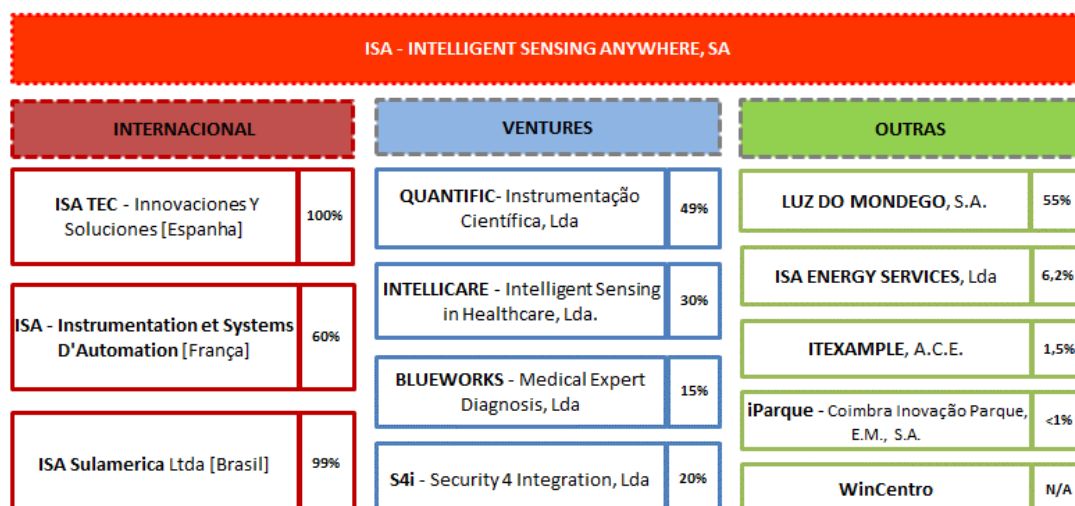 ISA - INTELLIGENT SENSING ANYWHERE, SA
INTERNACIONAL
ISA TEC - Innovaciones Y
Soluciones [Espanha]
100%
ISA - Instrumentation et Systems
D'Automation [França]
60%
ISA Sulamerica Ltda [Brasil]
99%
VENTURES
QUANTIFIC- Instrumentação
Científica, Lda
49%
INTELLICARE - Intelligent Sensing
in Healthcare, Lda.
30%
BLUEWORKS - Medical Expert
Diagnosis, Lda
15%
S4i - Security 4 Integration, Lda
20%
OUTRAS
LUZ DO MONDEGO, S.A.
55%
ISA ENERGY SERVICES, Lda
6,2%
ITEXAMPLE, A.C.E.
1,5%
iParque - Coimbra Inovação Parque,
E.M., S.A.
<1%
WinCentro
N/A